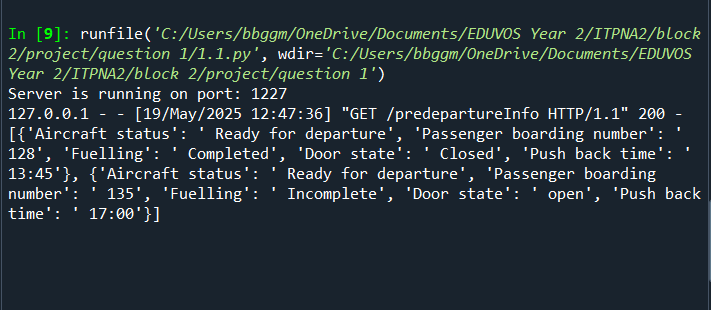 In [9]: runfile('C:/Users/bbggm/OneDrive/Documents/EDUVOS Year 2/ITPNA2/block
2/project/question 1/1.1.py', wdir='C:/Users/bbggm/OneDrive/Documents/EDUVOS
Year 2/ITPNA2/block 2/project/question 1')
Server is running on port: 1227
127.0.0.1 - - [19/May/2025 12:47:36] "GET /predepartureInfo HTTP/1.1" 200 -
[{'Aircraft status': ' Ready for departure', 'Passenger boarding number': '
128', 'Fuelling': ' Completed', 'Door state': ' Closed', 'Push back time': '
13:45'}, {'Aircraft status': ' Ready for departure', 'Passenger boarding
number': ' 135', 'Fuelling': ' Incomplete', 'Door state': ' open', 'Push back
time': ' 17:00'}]